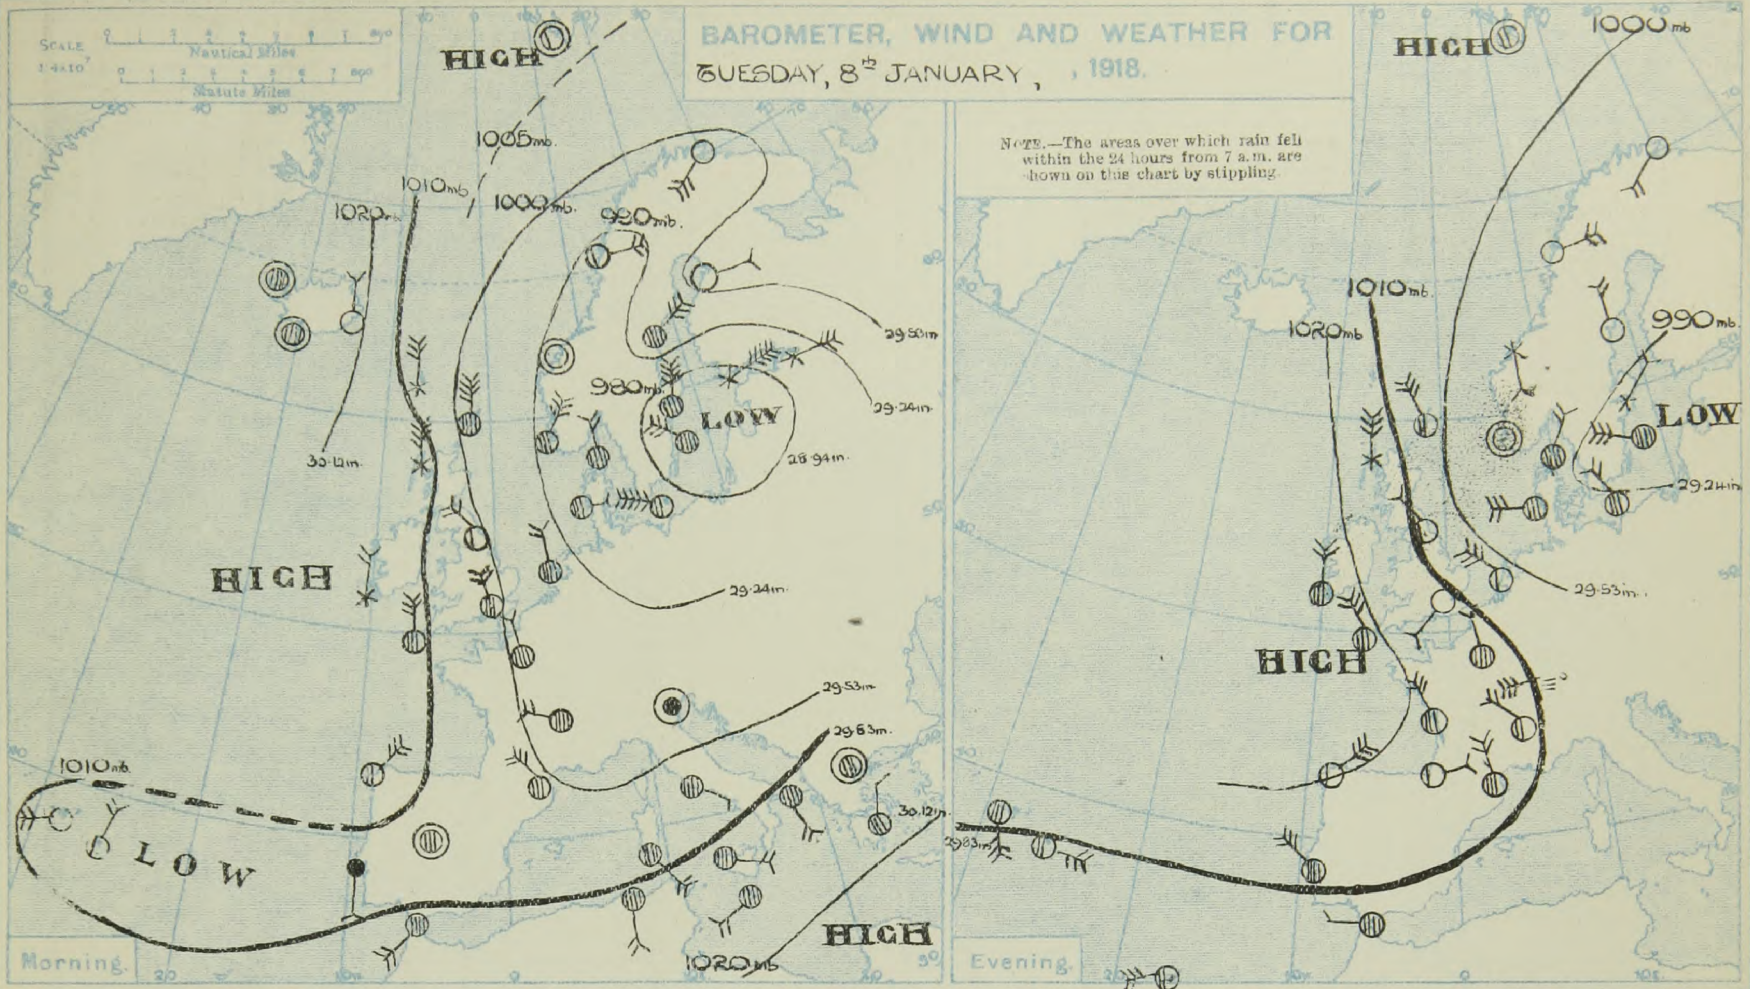 BAROMETER, WIND AND WEATHER FOR
TUESDAY, 8th JANUARY, , 1918.
SCALE
Nautical Miles
Statute Miles
NOTE.—The areas over which rain fell
within the 24 hours from 7 a.m. are
shown on this chart by stippling.
HIGH
1005mb.
1010mb.
1020mb.
1000mb.
990mb.
29·53in
980mb.
LOW
29·24in.
30·12in.
28·94in.
HIGH
29·24in.
29·53in.
29·83in.
1010mb.
LOW
30·12in.
HIGH
1020mb
Morning.
HIGH
1000mb
1010mb.
1020mb
990mb.
LOW
29·24in
29·53in.
HIGH
29·83in.
Evening.